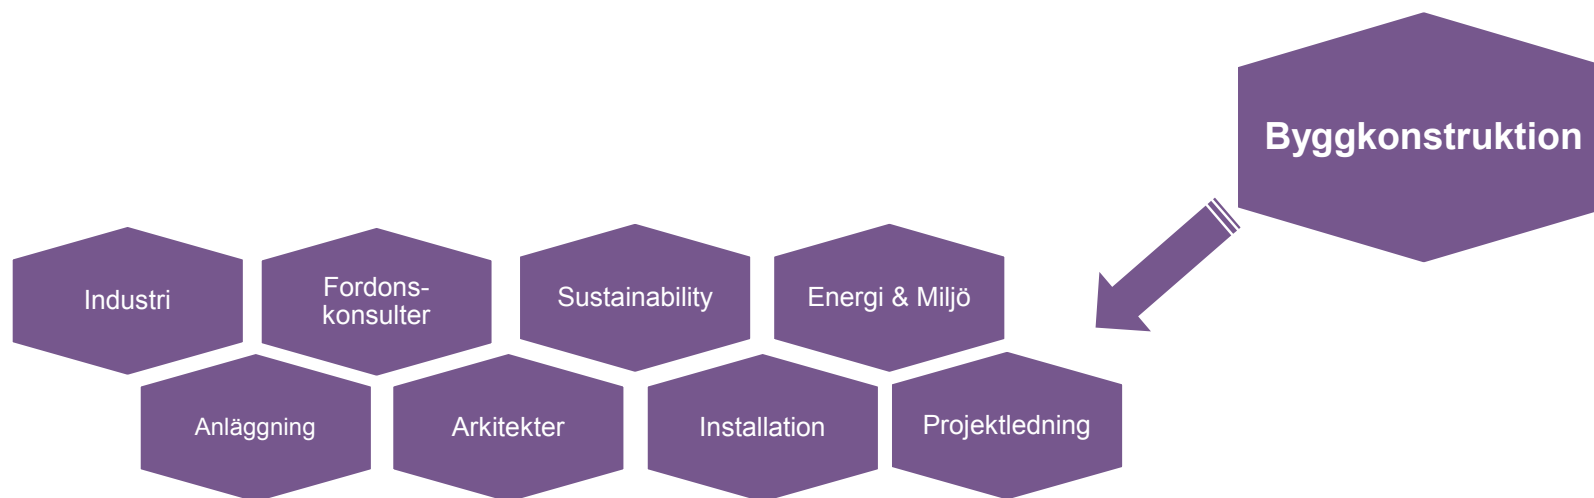 Byggkonstruktion
Industri
Fordons-
konsulter
Sustainability
Energi & Miljö
Anläggning
Arkitekter
Installation
Projektledning